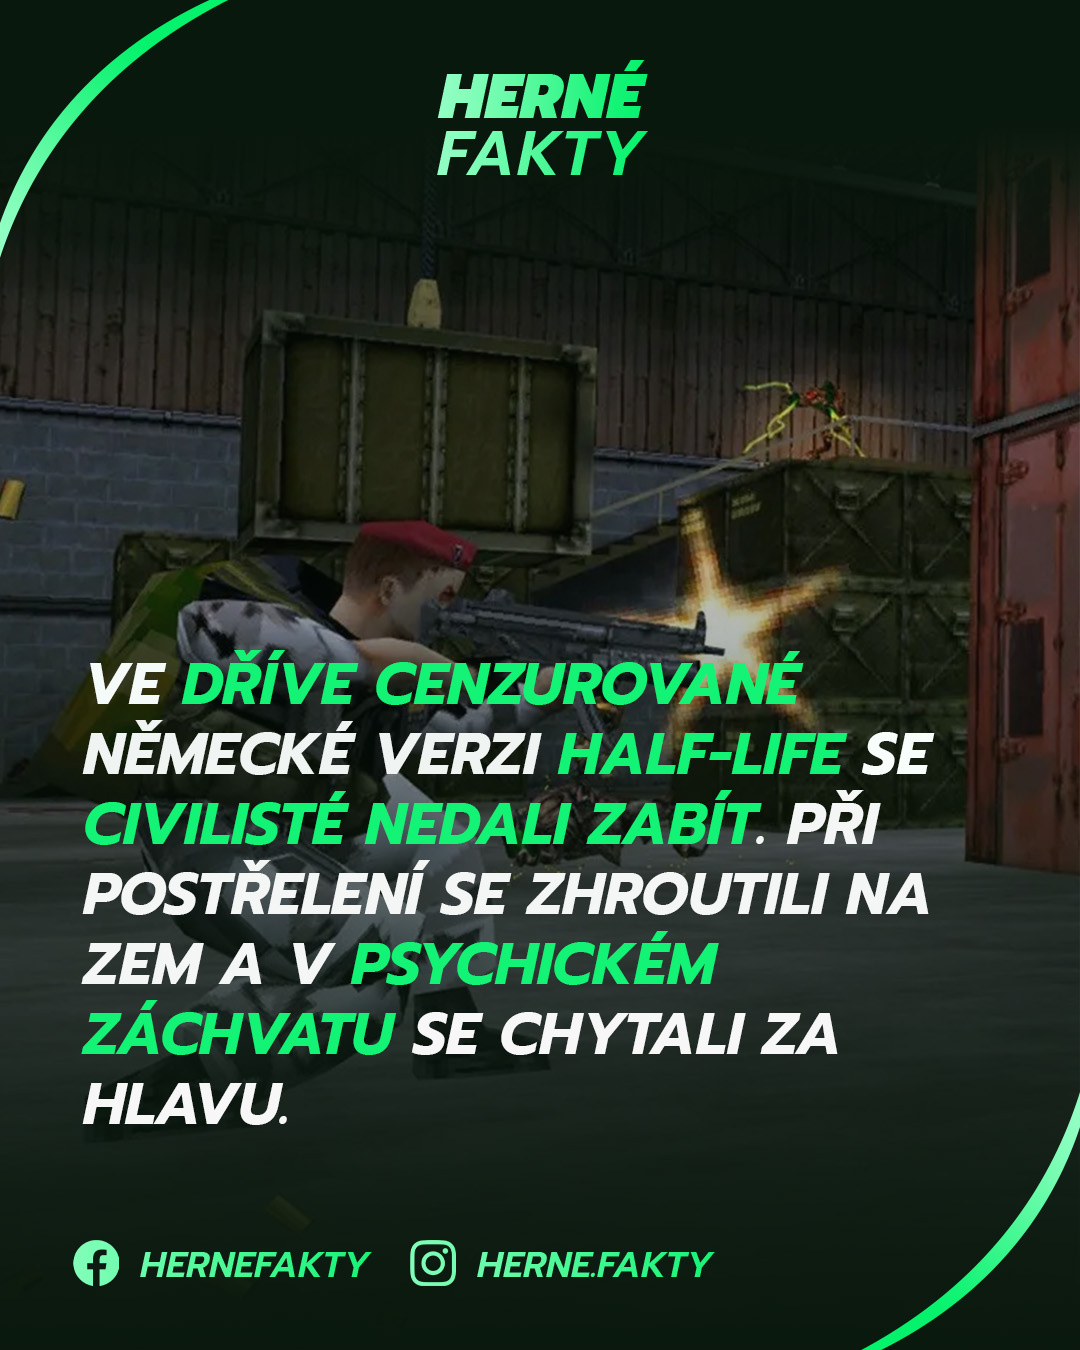 HERNÉ
FAKTY
VE DŘÍVE CENZUROVANÉ
NĚMECKÉ VERZI HALF-LIFE SE
CIVILISTÉ NEDALI ZABÍT. PŘI
POSTŘELENÍ SE ZHROUTILI NA
ZEM A V PSYCHICKÉM
ZÁCHVATU SE CHYTALI ZA
HLAVU.
HERNEFAKTY HERNE.FAKTY